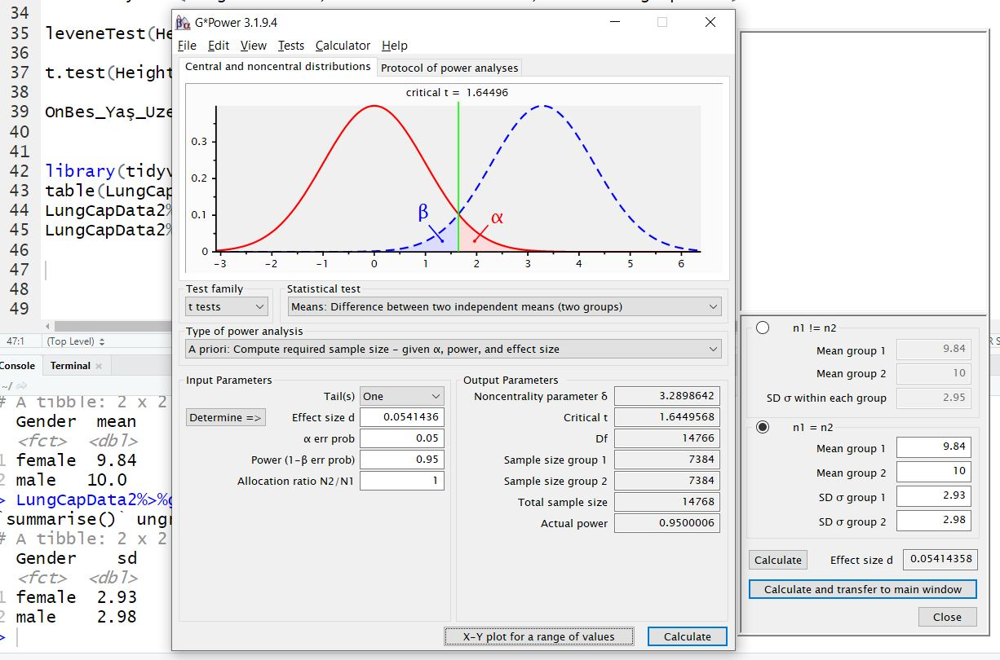 34
35 leveneTest(He
36
37 t.test(Height
38
39 OnBes_Yaş_Uze
40
41
42 library(tidyv
43 table(LungCap
44 LungCapData2%
45 LungCapData2%
46
47
48
49
47:1 (Top Level)
Console Terminal
~/
# A tibble: 2 x 2
Gender mean
<fct> <dbl>
1 female 9.84
2 male 10.0
> LungCapData2%>%g
`summarise()` ungr
# A tibble: 2 x 2
Gender sd
<fct> <dbl>
1 female 2.93
2 male 2.98
>
βα G*Power 3.1.9.4
File Edit View Tests Calculator Help
Central and noncentral distributions Protocol of power analyses
critical t = 1.64496
0.3
0.2
0.1
0
β α
-3 -2 -1 0 1 2 3 4 5 6
Test family Statistical test
t tests Means: Difference between two independent means (two groups)
Type of power analysis
A priori: Compute required sample size - given α, power, and effect size
Input Parameters
Tail(s) One
Determine => Effect size d 0.0541436
α err prob 0.05
Power (1-β err prob) 0.95
Allocation ratio N2/N1 1
Output Parameters
Noncentrality parameter δ 3.2898642
Critical t 1.6449568
Df 14766
Sample size group 1 7384
Sample size group 2 7384
Total sample size 14768
Actual power 0.9500006
X-Y plot for a range of values Calculate
n1 != n2
Mean group 1 9.84
Mean group 2 10
SD σ within each group 2.95
n1 = n2
Mean group 1 9.84
Mean group 2 10
SD σ group 1 2.93
SD σ group 2 2.98
Calculate Effect size d 0.05414358
Calculate and transfer to main window
Close